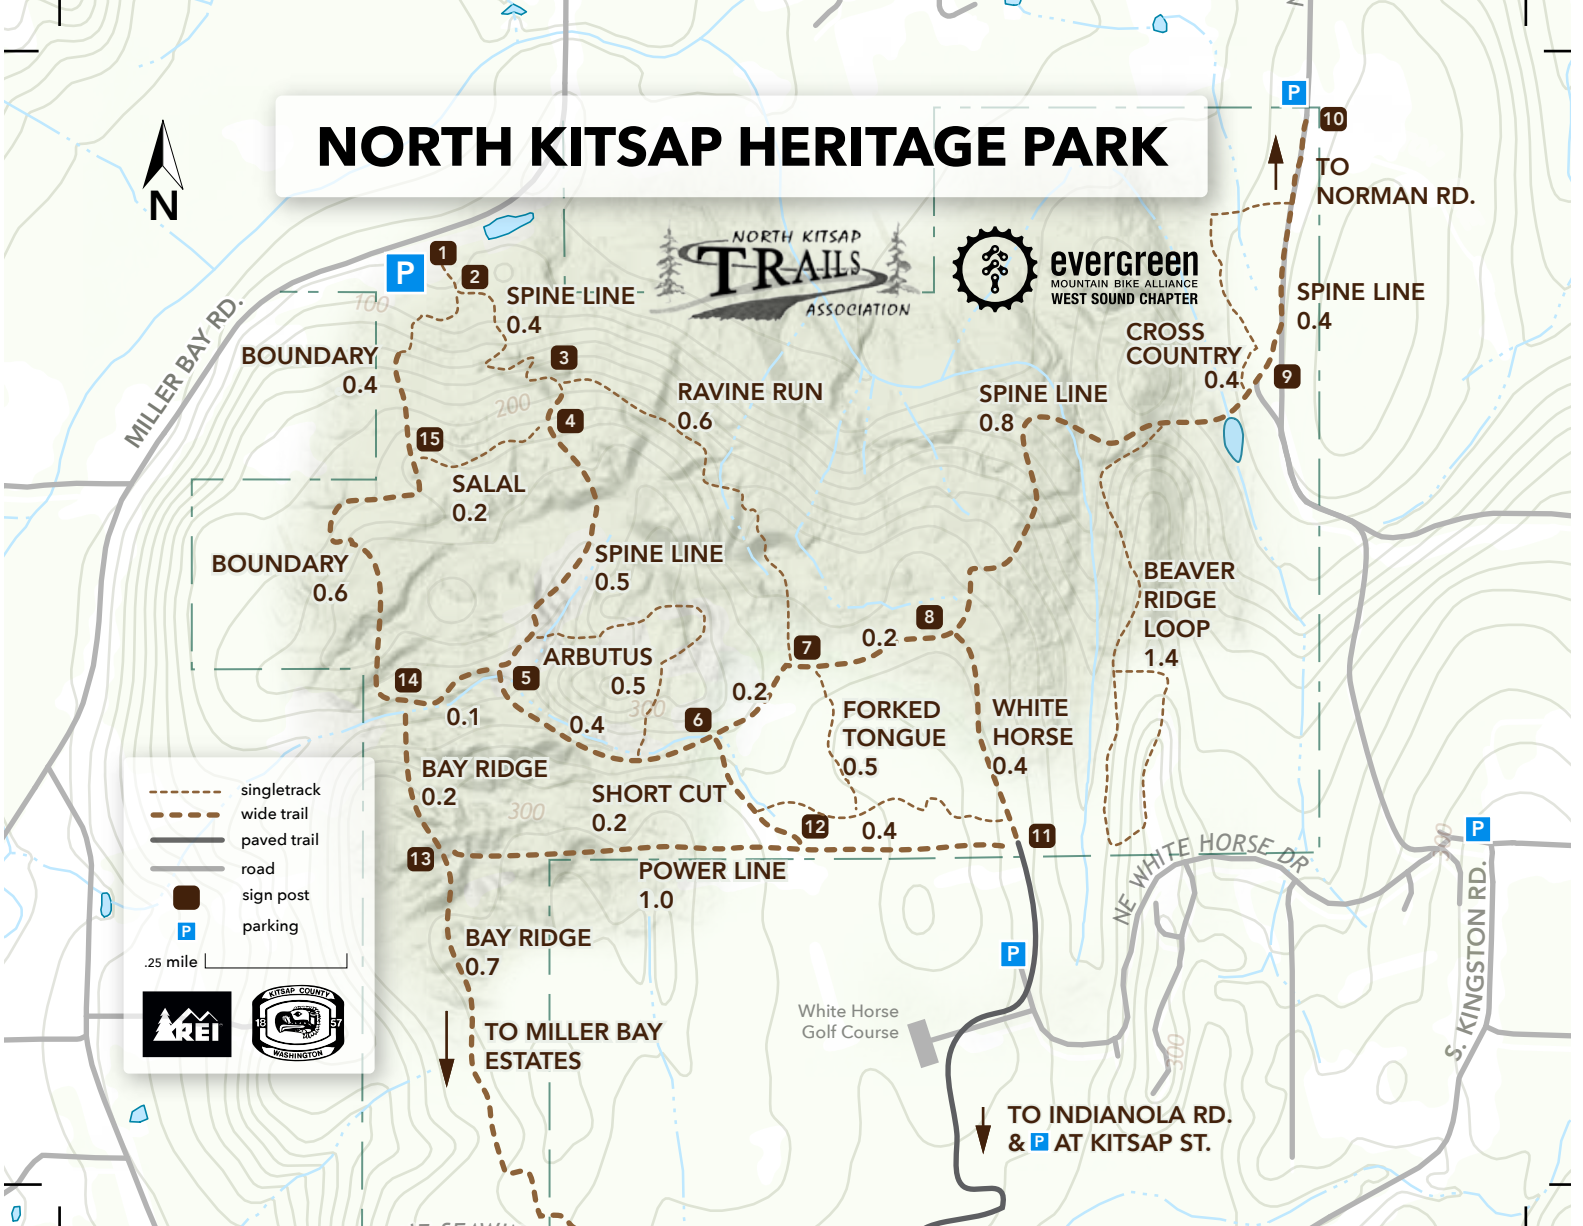 NORTH KITSAP HERITAGE PARK
N
P
10
TO
NORMAN RD.
NORTH KITSAP
TRAILS
ASSOCIATION
evergreen
MOUNTAIN BIKE ALLIANCE
WEST SOUND CHAPTER
P
1
2
SPINE LINE
0.4
100
MILLER BAY RD.
BOUNDARY
0.4
3
200
4
15
SALAL
0.2
RAVINE RUN
0.6
SPINE LINE
0.8
CROSS
COUNTRY
0.4
SPINE LINE
0.4
9
BOUNDARY
0.6
SPINE LINE
0.5
BEAVER
RIDGE
LOOP
1.4
8
0.2
7
ARBUTUS
0.5
300
5
14
0.1
0.4
6
0.2
FORKED
TONGUE
0.5
WHITE
HORSE
0.4
BAY RIDGE
0.2
300
SHORT CUT
0.2
12
0.4
11
13
POWER LINE
1.0
singletrack
wide trail
paved trail
road
sign post
P
parking
.25 mile
REI
KITSAP COUNTY
18 57
WASHINGTON
BAY RIDGE
0.7
TO MILLER BAY
ESTATES
P
White Horse
Golf Course
NE WHITE HORSE DR
300
P
S. KINGSTON RD.
300
TO INDIANOLA RD.
& P AT KITSAP ST.